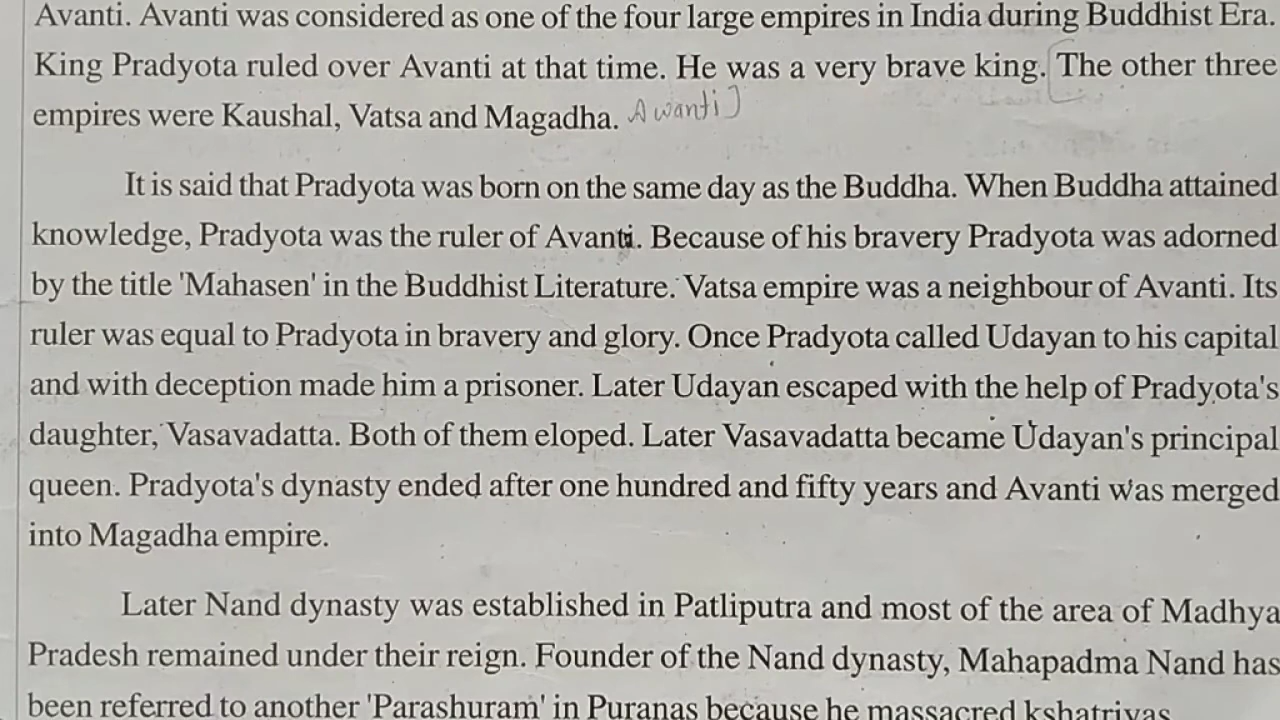 Avanti. Avanti was considered as one of the four large empires in India during Buddhist Era.
King Pradyota ruled over Avanti at that time. He was a very brave king. [The other three
empires were Kaushal, Vatsa and Magadha. Awanti]
It is said that Pradyota was born on the same day as the Buddha. When Buddha attained
knowledge, Pradyota was the ruler of Avanti. Because of his bravery Pradyota was adorned
by the title 'Mahasen' in the Buddhist Literature. Vatsa empire was a neighbour of Avanti. Its
ruler was equal to Pradyota in bravery and glory. Once Pradyota called Udayan to his capital
and with deception made him a prisoner. Later Udayan escaped with the help of Pradyota's
daughter, Vasavadatta. Both of them eloped. Later Vasavadatta became Udayan's principal
queen. Pradyota's dynasty ended after one hundred and fifty years and Avanti was merged
into Magadha empire.
Later Nand dynasty was established in Patliputra and most of the area of Madhya
Pradesh remained under their reign. Founder of the Nand dynasty, Mahapadma Nand has
been referred to another 'Parashuram' in Puranas because he massacred kshatriyas